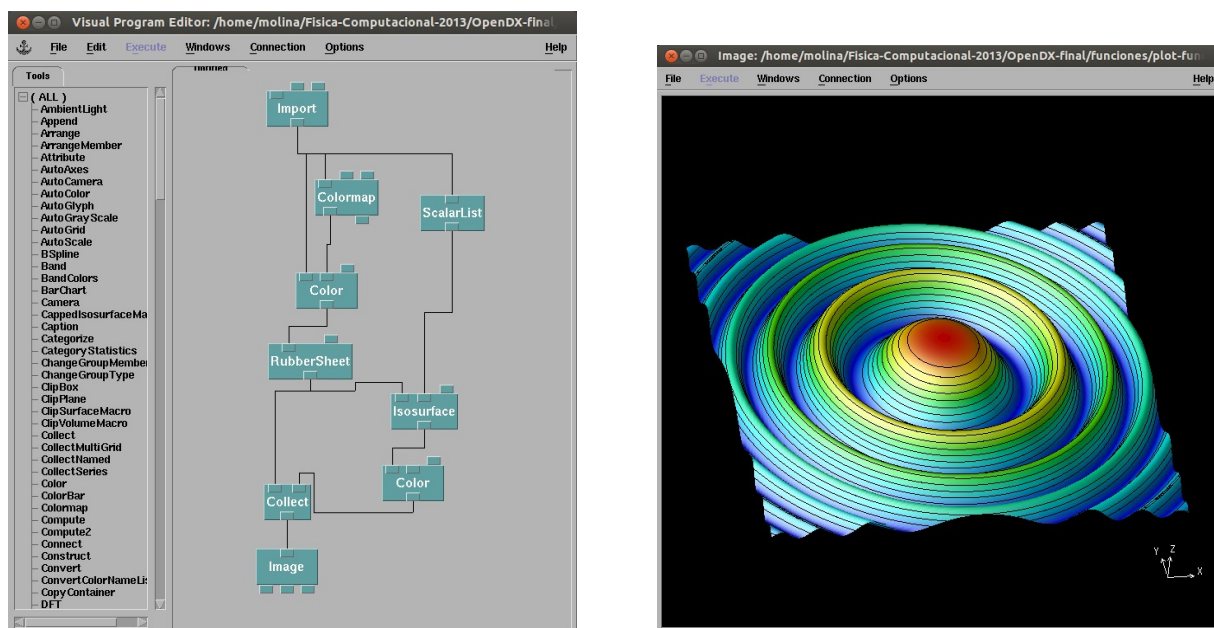 Visual Program Editor: /home/molina/Fisica-Computacional-2013/OpenDX-final
File Edit Execute Windows Connection Options Help
Tools
Untitled
( ALL )
AmbientLight
Append
Arrange
ArrangeMember
Attribute
AutoAxes
AutoCamera
AutoColor
AutoGlyph
AutoGrayScale
AutoGrid
AutoScale
BSpline
Band
BandColors
BarChart
Camera
CappedIsosurfaceMa
Caption
Categorize
CategoryStatistics
ChangeGroupMember
ChangeGroupType
ClipBox
ClipPlane
ClipSurfaceMacro
ClipVolumeMacro
Collect
CollectMultiGrid
CollectNamed
CollectSeries
Color
ColorBar
Colormap
Compute
Compute2
Connect
Construct
Convert
ConvertColorNameLi
CopyContainer
DFT
Import
Colormap
ScalarList
Color
RubberSheet
Isosurface
Color
Collect
Image
Image: /home/molina/Fisica-Computacional-2013/OpenDX-final/funciones/plot-fun
File Execute Windows Connection Options Help
Y Z
X